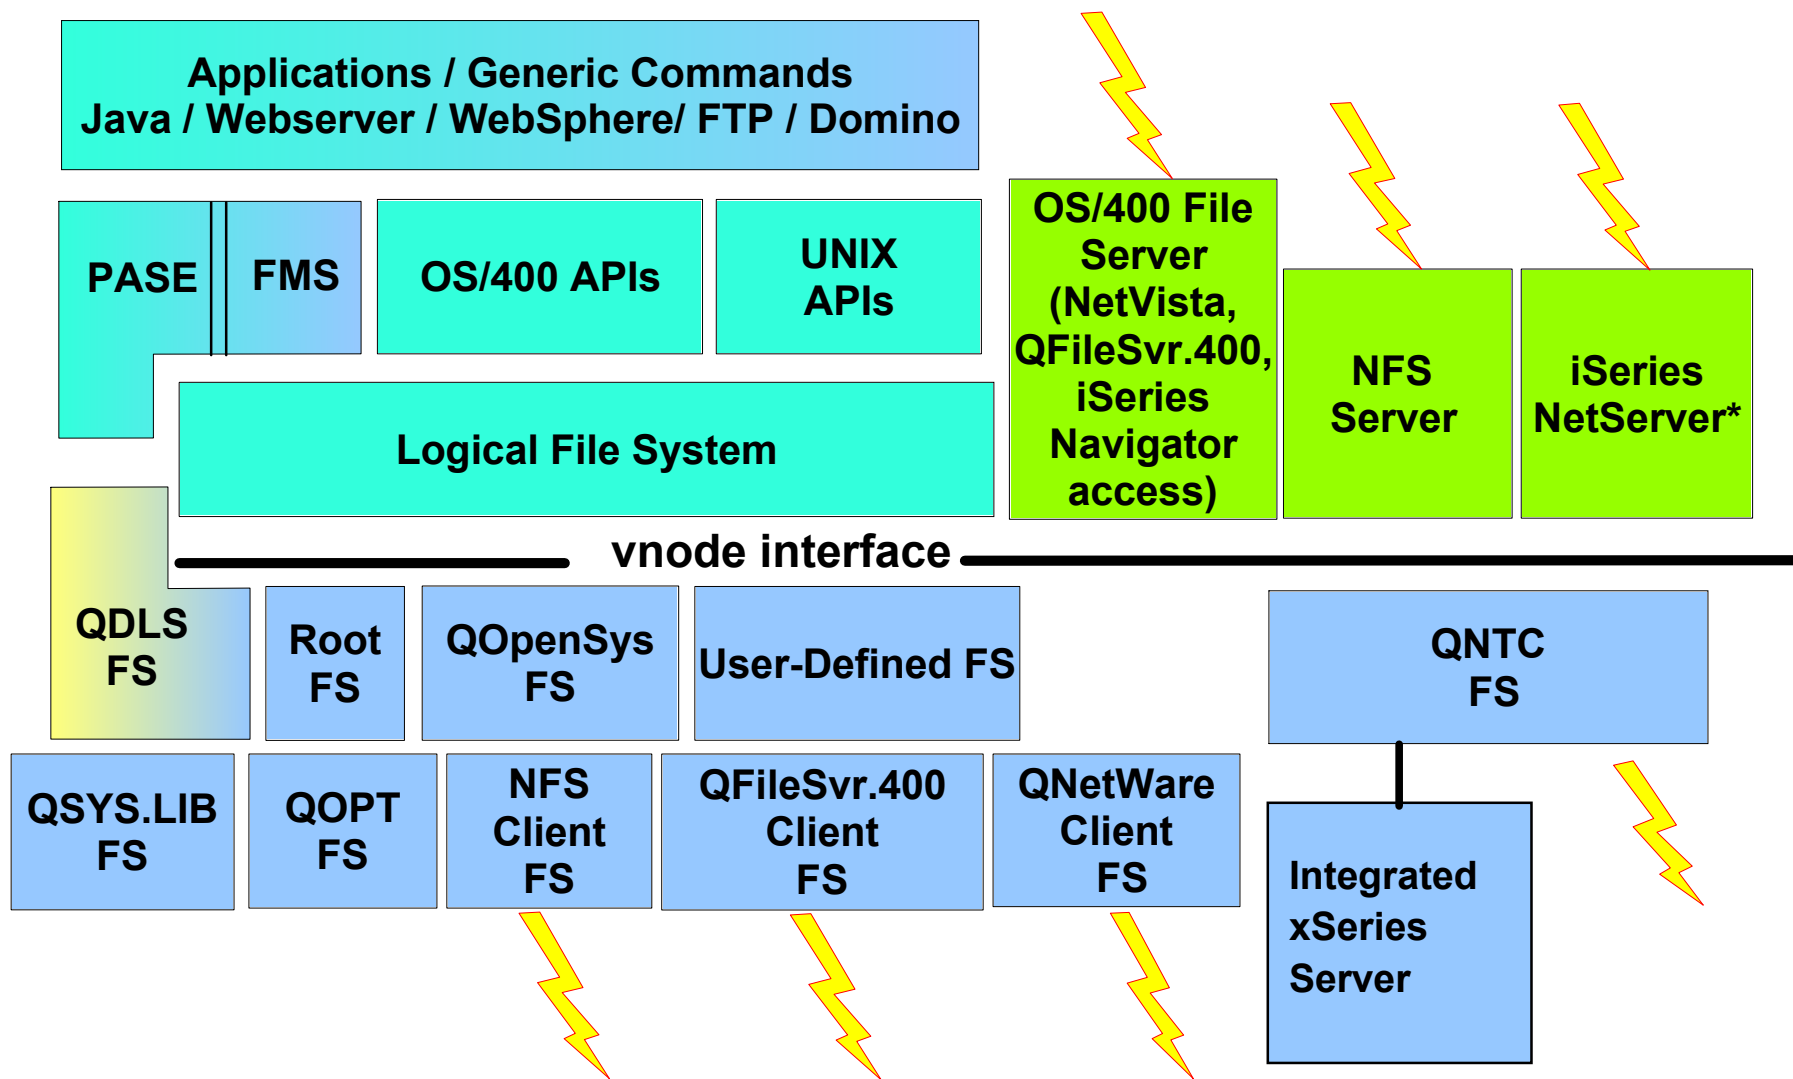 Applications / Generic Commands
Java / Webserver / WebSphere/ FTP / Domino
PASE
FMS
OS/400 APIs
UNIX
APIs
OS/400 File
Server
(NetVista,
QFileSvr.400,
iSeries
Navigator
access)
NFS
Server
iSeries
NetServer*
Logical File System
vnode interface
QDLS
FS
Root
FS
QOpenSys
FS
User-Defined FS
QNTC
FS
QSYS.LIB
FS
QOPT
FS
NFS
Client
FS
QFileSvr.400
Client
FS
QNetWare
Client
FS
Integrated
xSeries
Server